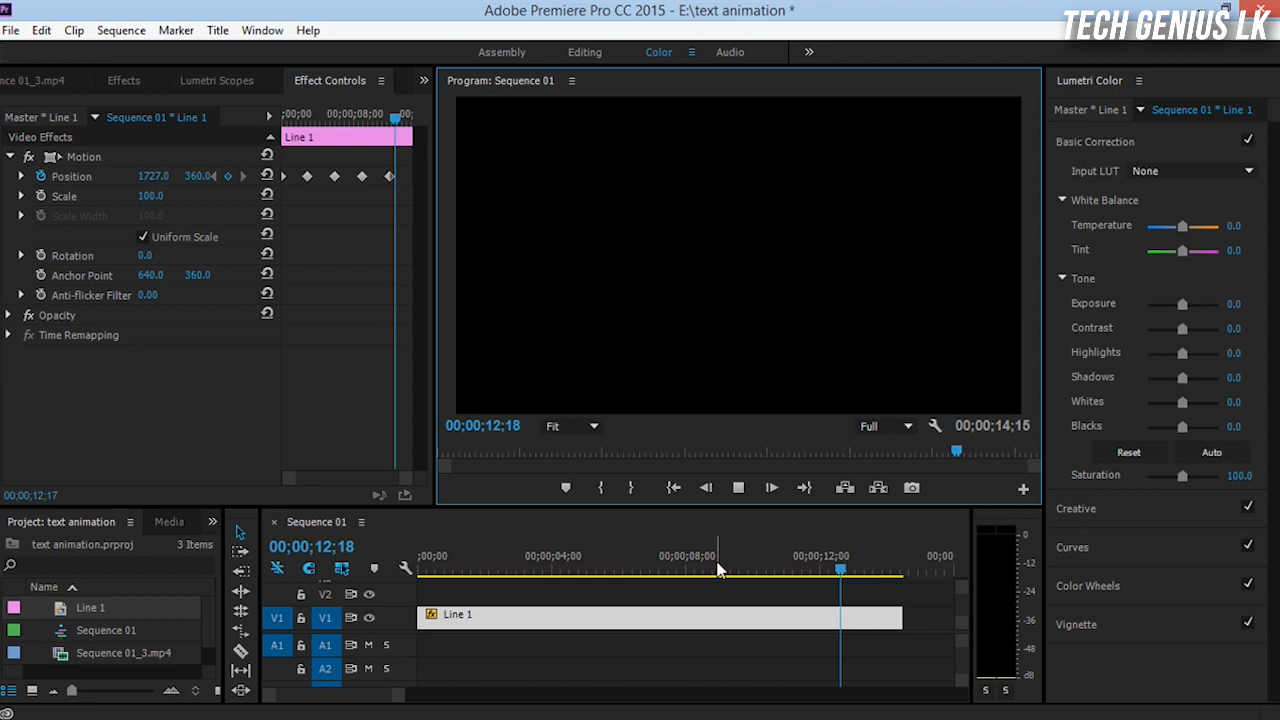 Adobe Premiere Pro CC 2015 - E:\text animation *
TECH GENIUS LK
File Edit Clip Sequence Marker Title Window Help
Assembly Editing Color Audio
nce 01_3.mp4 Effects Lumetri Scopes Effect Controls
Program: Sequence 01
Lumetri Color
Master * Line 1 Sequence 01 * Line 1
;00;00 00;00;08;00 00;
Video Effects
Line 1
fx Motion
Position 1727.0 360.0
Scale 100.0
Scale Width 100.0
Uniform Scale
Rotation 0.0
Anchor Point 640.0 360.0
Anti-flicker Filter 0.00
fx Opacity
fx Time Remapping
00;00;12;17
00;00;12;18 Fit Full 00;00;14;15
Master * Line 1 Sequence 01 * Line 1
Basic Correction
Input LUT None
White Balance
Temperature 0.0
Tint 0.0
Tone
Exposure 0.0
Contrast 0.0
Highlights 0.0
Shadows 0.0
Whites 0.0
Blacks 0.0
Reset Auto
Saturation 100.0
Creative
Curves
Color Wheels
Vignette
Project: text animation Media
text animation.prproj 3 Items
Name
Line 1
Sequence 01
Sequence 01_3.mp4
Sequence 01
00;00;12;18
;00;00 00;00;04;00 00;00;08;00 00;00;12;00 00;00
V2
V1 V1 fx Line 1
A1 A1 M S
A2 M S
0
-12
-24
-36
-48
dB
S S